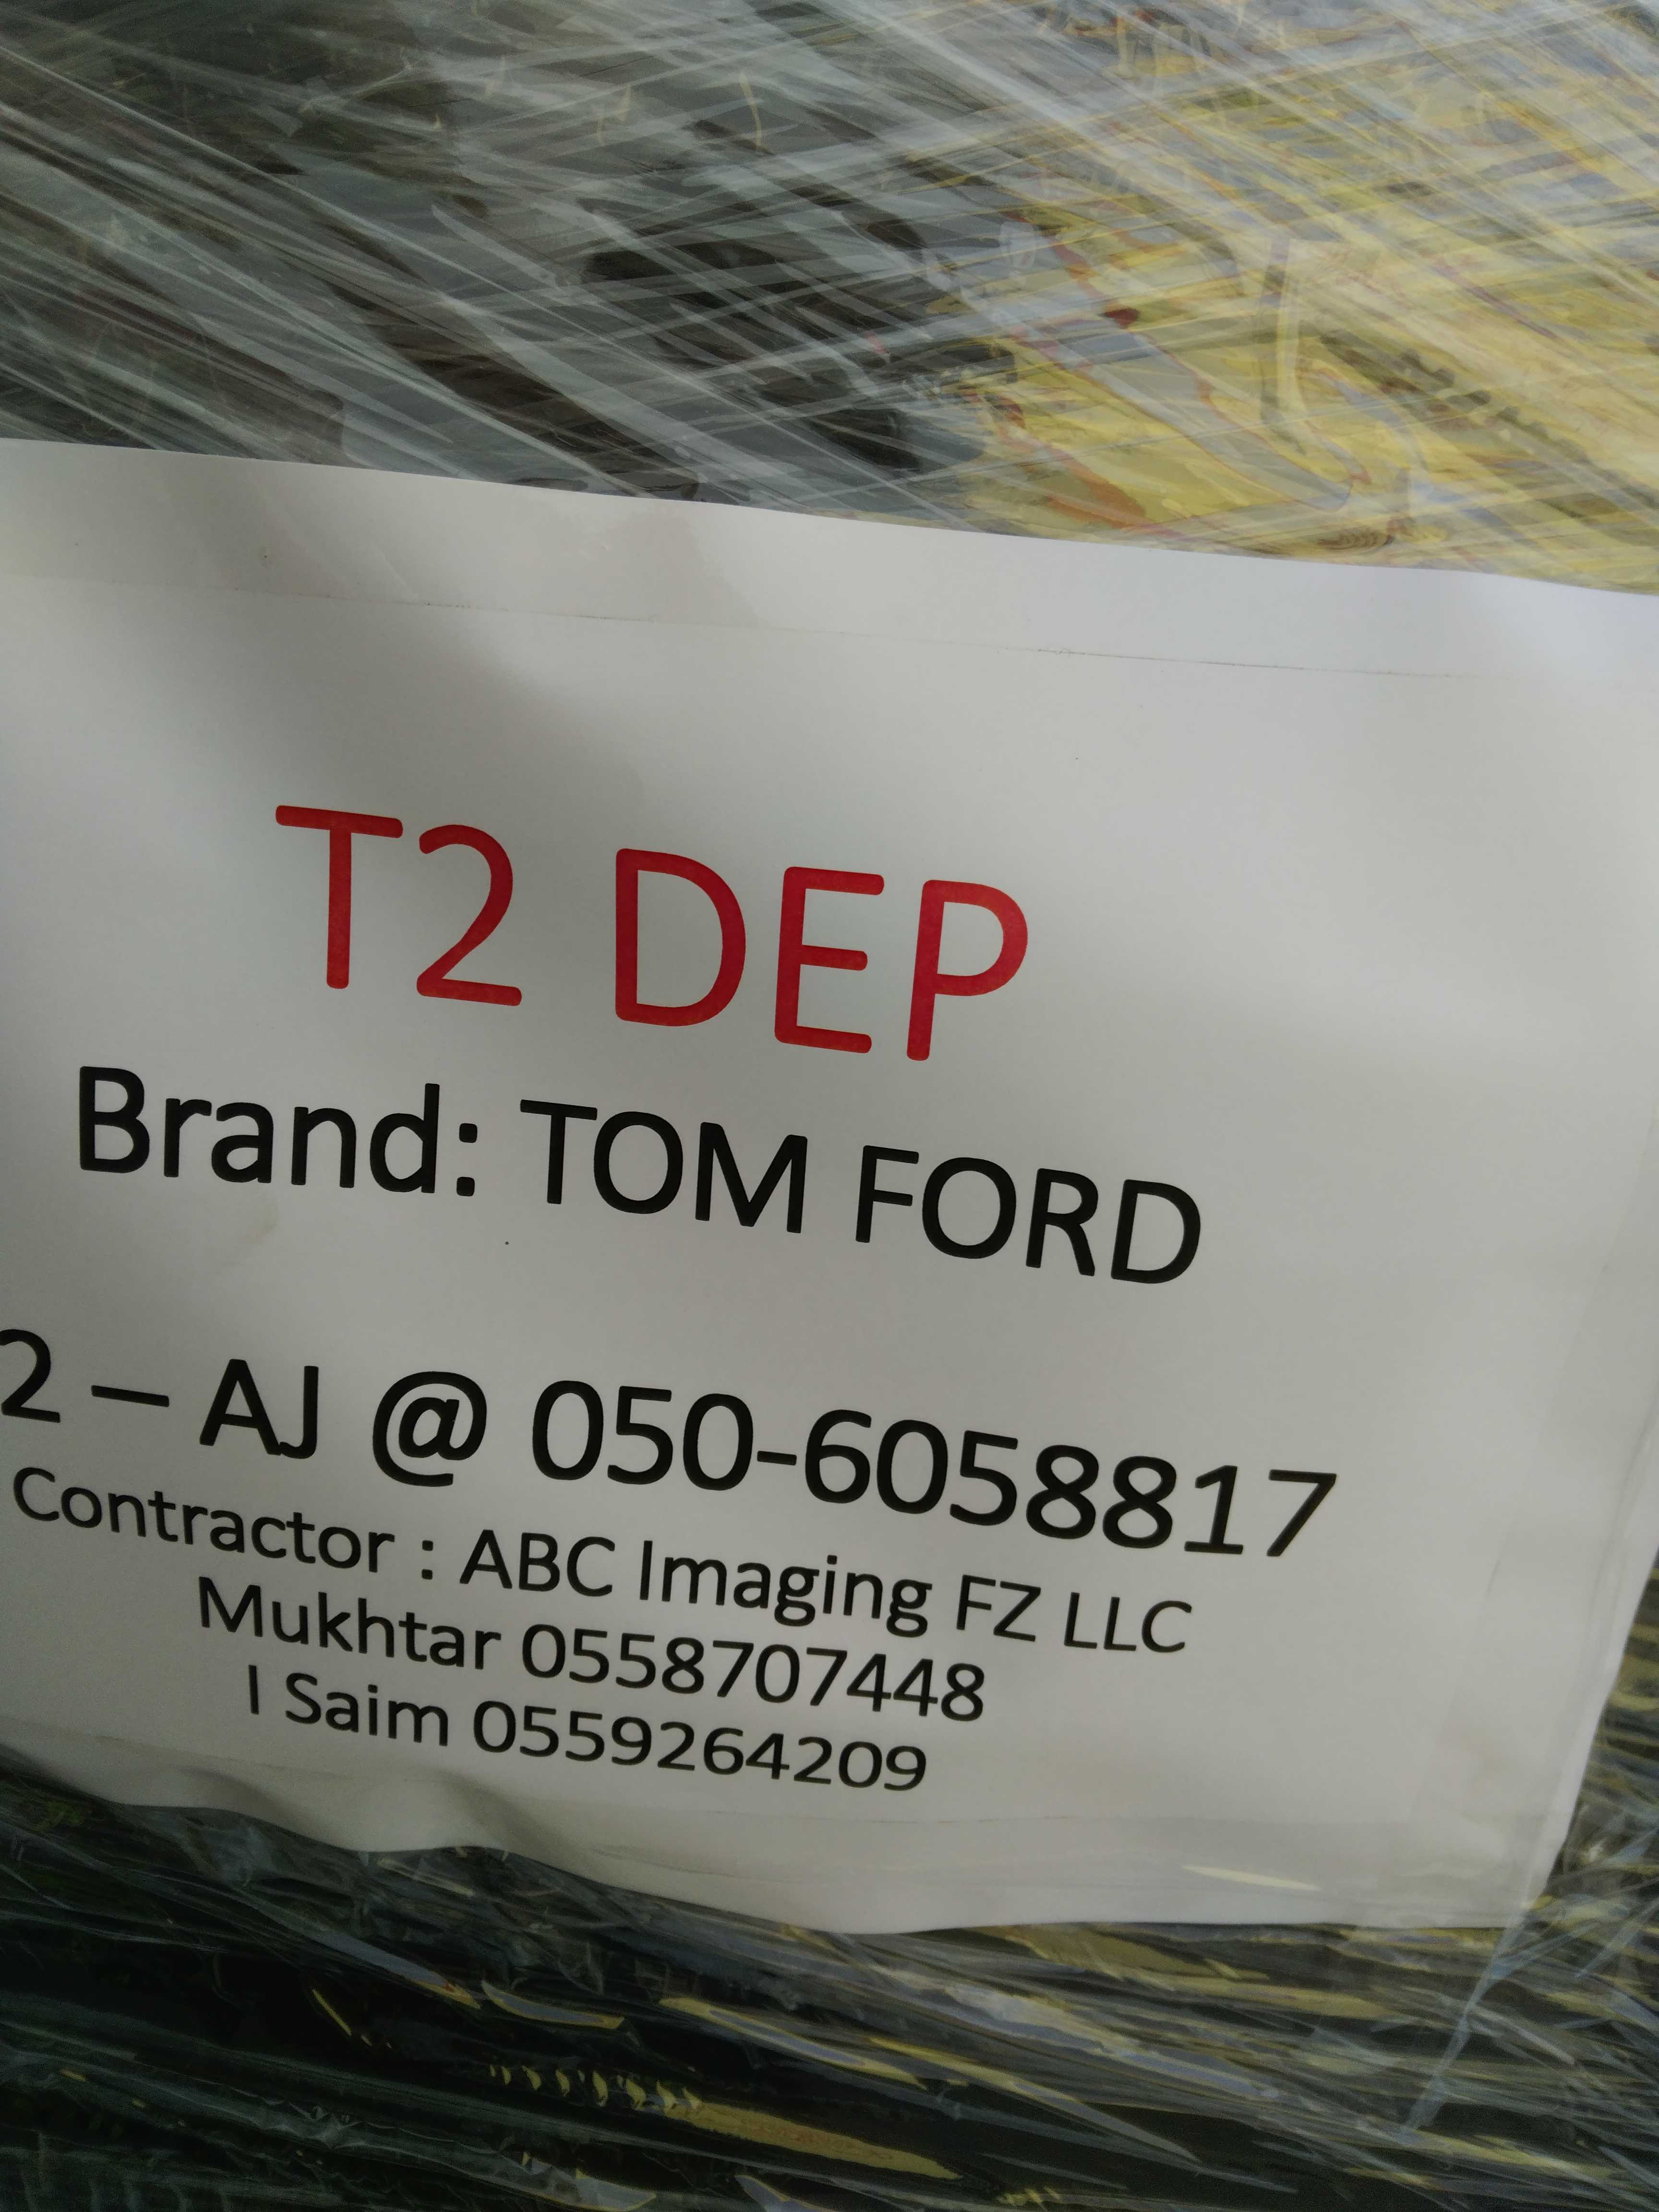 T2 DEP
Brand: TOM FORD
2 – AJ @ 050-6058817
Contractor : ABC Imaging FZ LLC
Mukhtar 0558707448
I Saim 0559264209